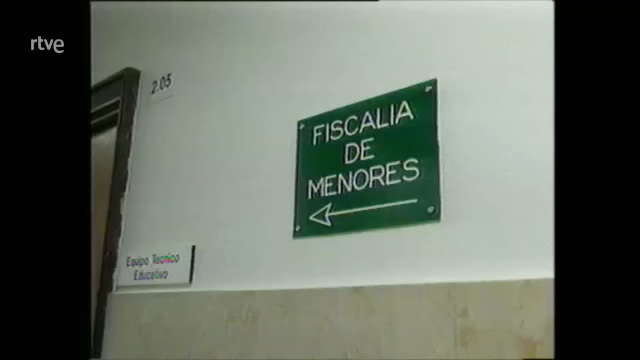 rtve
2.05
FISCALIA
DE
MENORES
Equipo Tecnico
Educativo